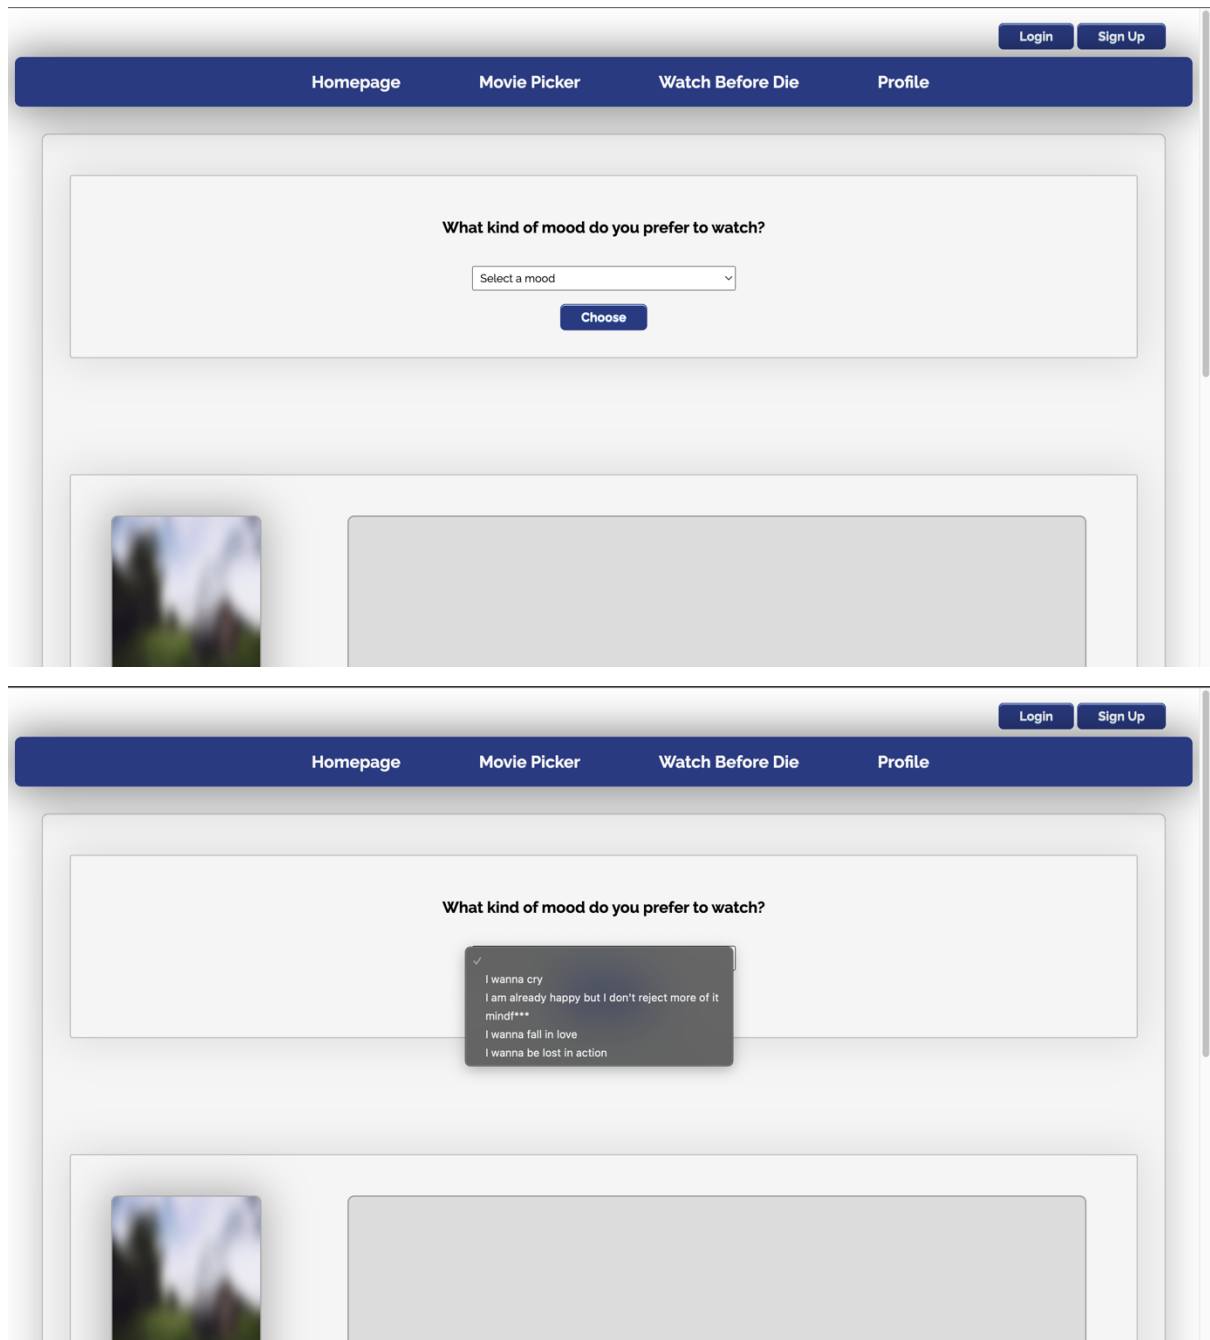 Login Sign Up
Homepage Movie Picker Watch Before Die Profile
What kind of mood do you prefer to watch?
Select a mood
Choose
Login Sign Up
Homepage Movie Picker Watch Before Die Profile
What kind of mood do you prefer to watch?
I wanna cry
I am already happy but I don't reject more of it
mindf***
I wanna fall in love
I wanna be lost in action